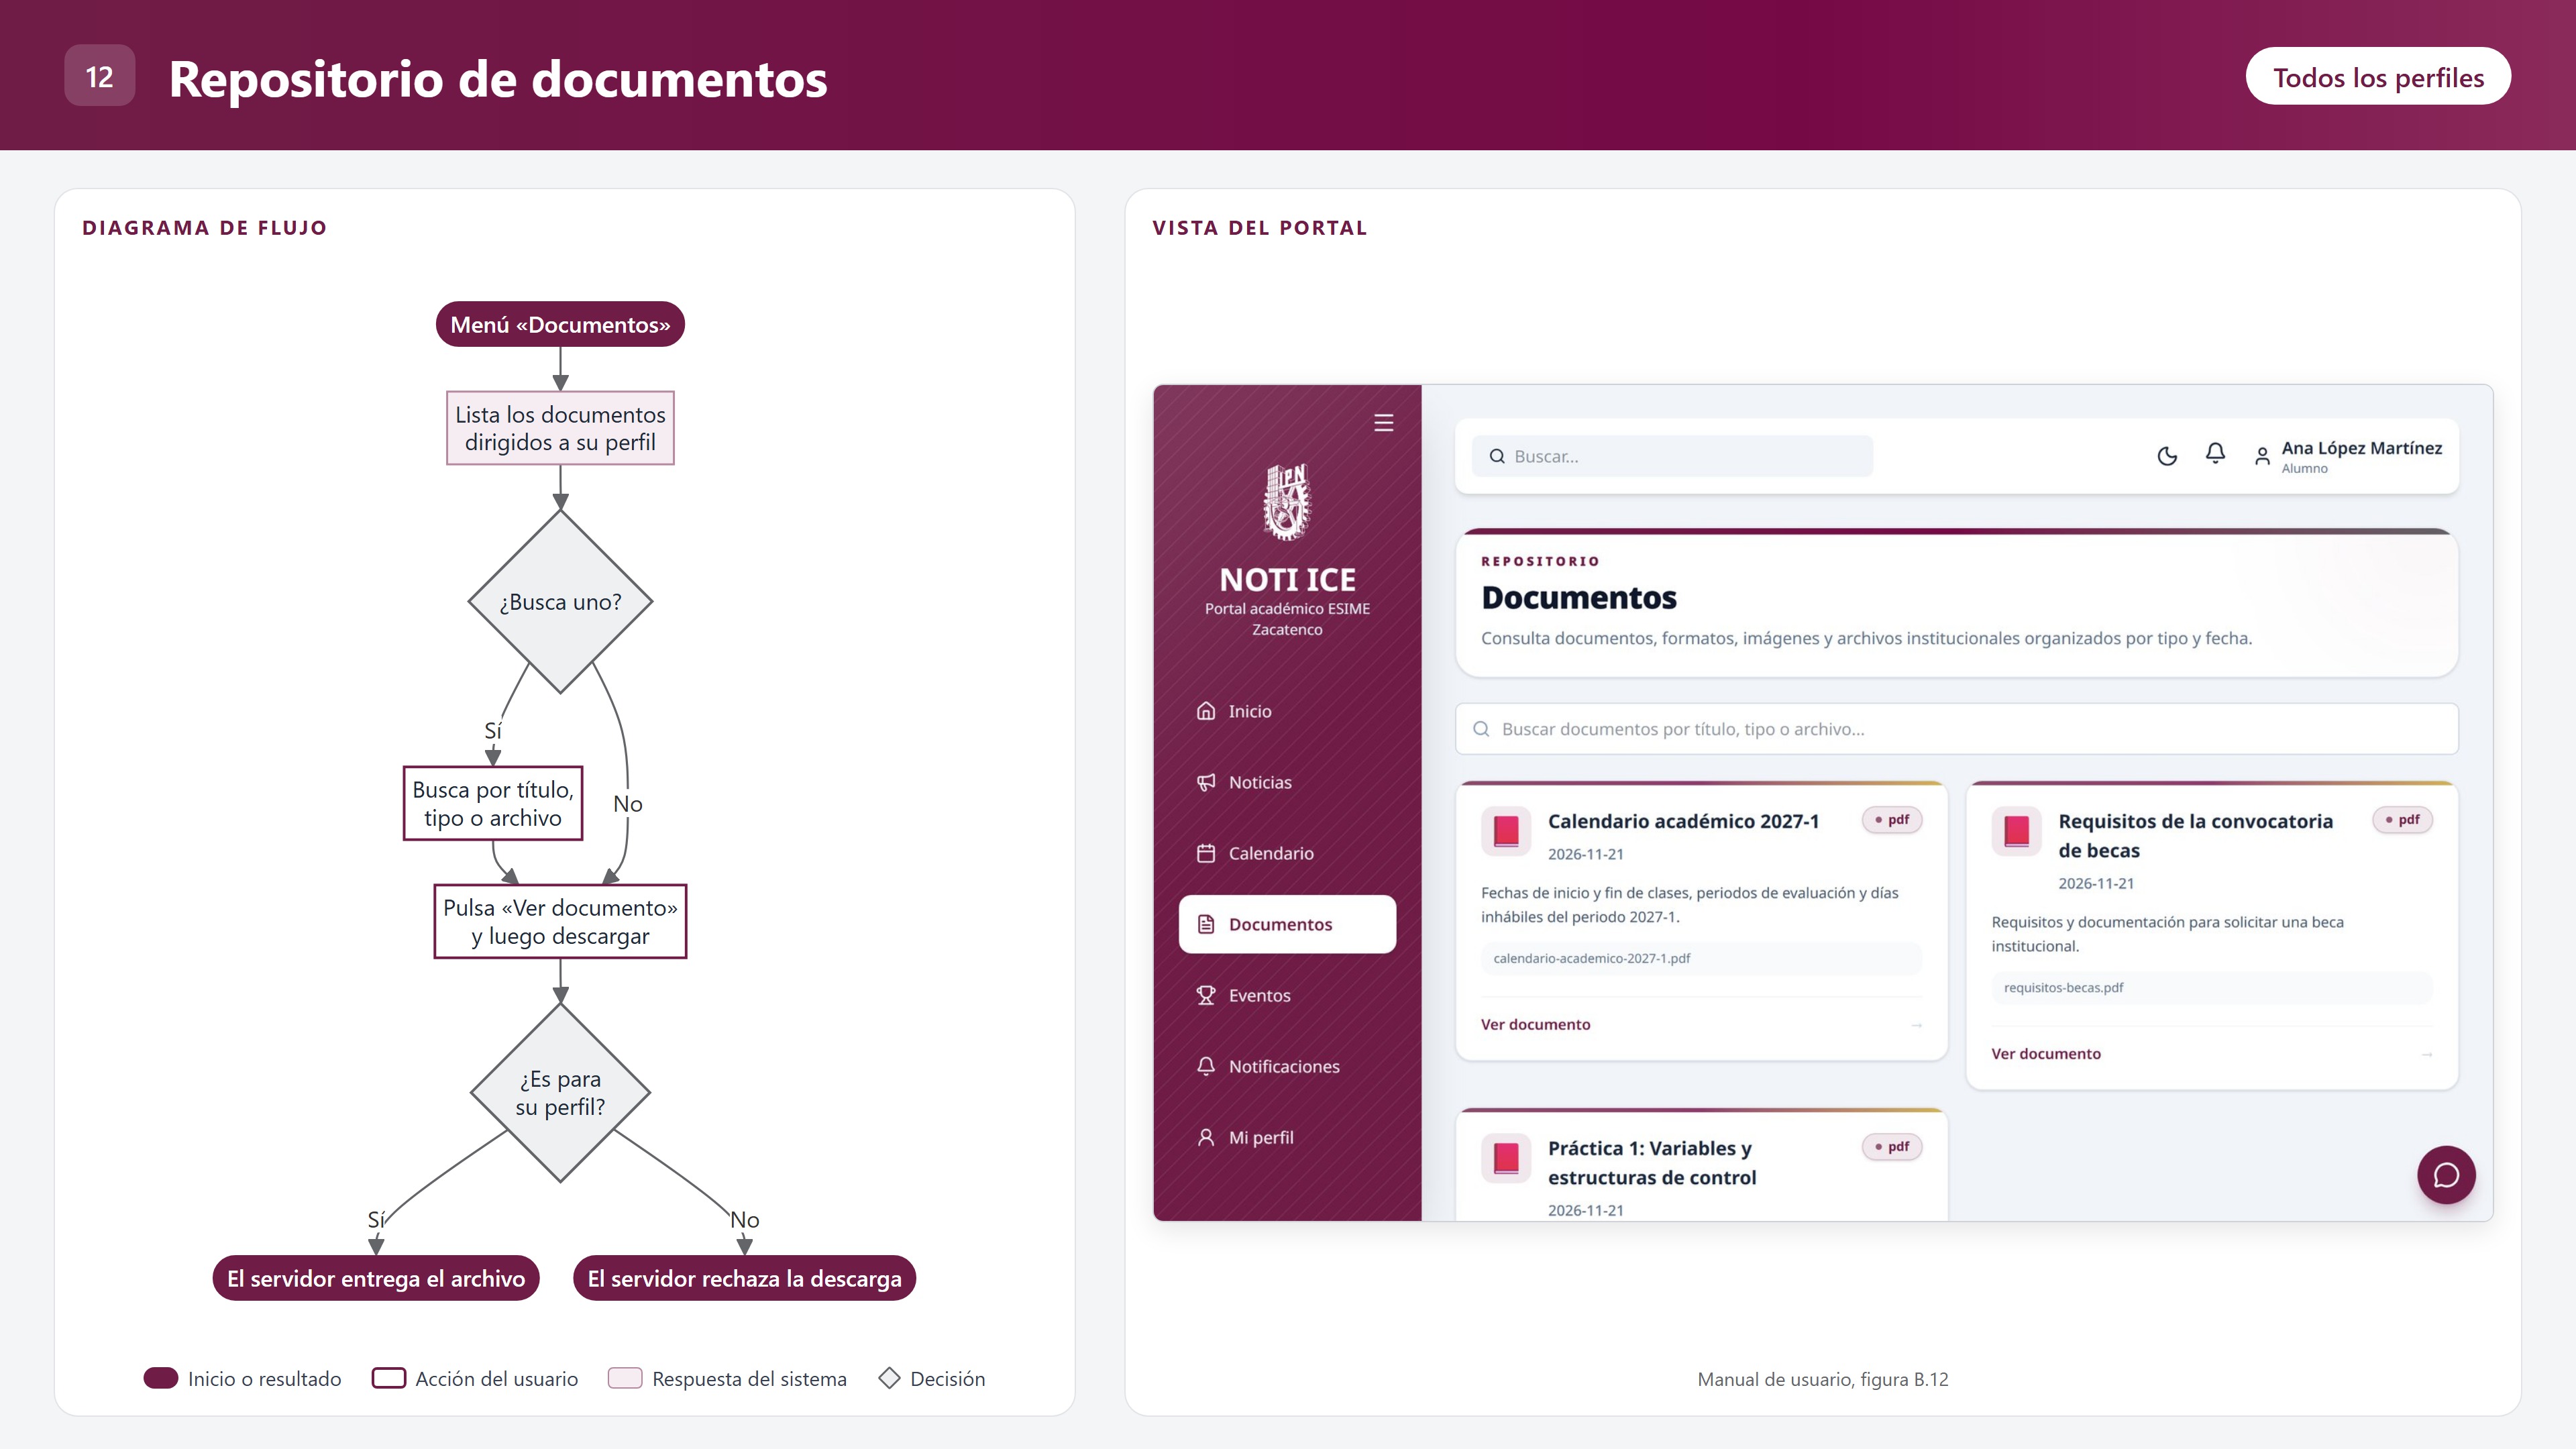 12
Repositorio de documentos
Todos los perfiles
DIAGRAMA DE FLUJO
Menú «Documentos»
Lista los documentos
dirigidos a su perfil
¿Busca uno?
Sí
No
Busca por título,
tipo o archivo
Pulsa «Ver documento»
y luego descargar
¿Es para
su perfil?
Sí
No
El servidor entrega el archivo
El servidor rechaza la descarga
Inicio o resultado
Acción del usuario
Respuesta del sistema
Decisión
VISTA DEL PORTAL
IPN
NOTI ICE
Portal académico ESIME
Zacatenco
Inicio
Noticias
Calendario
Documentos
Eventos
Notificaciones
Mi perfil
Buscar...
Ana López Martínez
Alumno
REPOSITORIO
Documentos
Consulta documentos, formatos, imágenes y archivos institucionales organizados por tipo y fecha.
Buscar documentos por título, tipo o archivo...
Calendario académico 2027-1
pdf
2026-11-21
Fechas de inicio y fin de clases, periodos de evaluación y días
inhábiles del periodo 2027-1.
calendario-academico-2027-1.pdf
Ver documento
Requisitos de la convocatoria
de becas
pdf
2026-11-21
Requisitos y documentación para solicitar una beca
institucional.
requisitos-becas.pdf
Ver documento
Práctica 1: Variables y
estructuras de control
pdf
2026-11-21
Manual de usuario, figura B.12